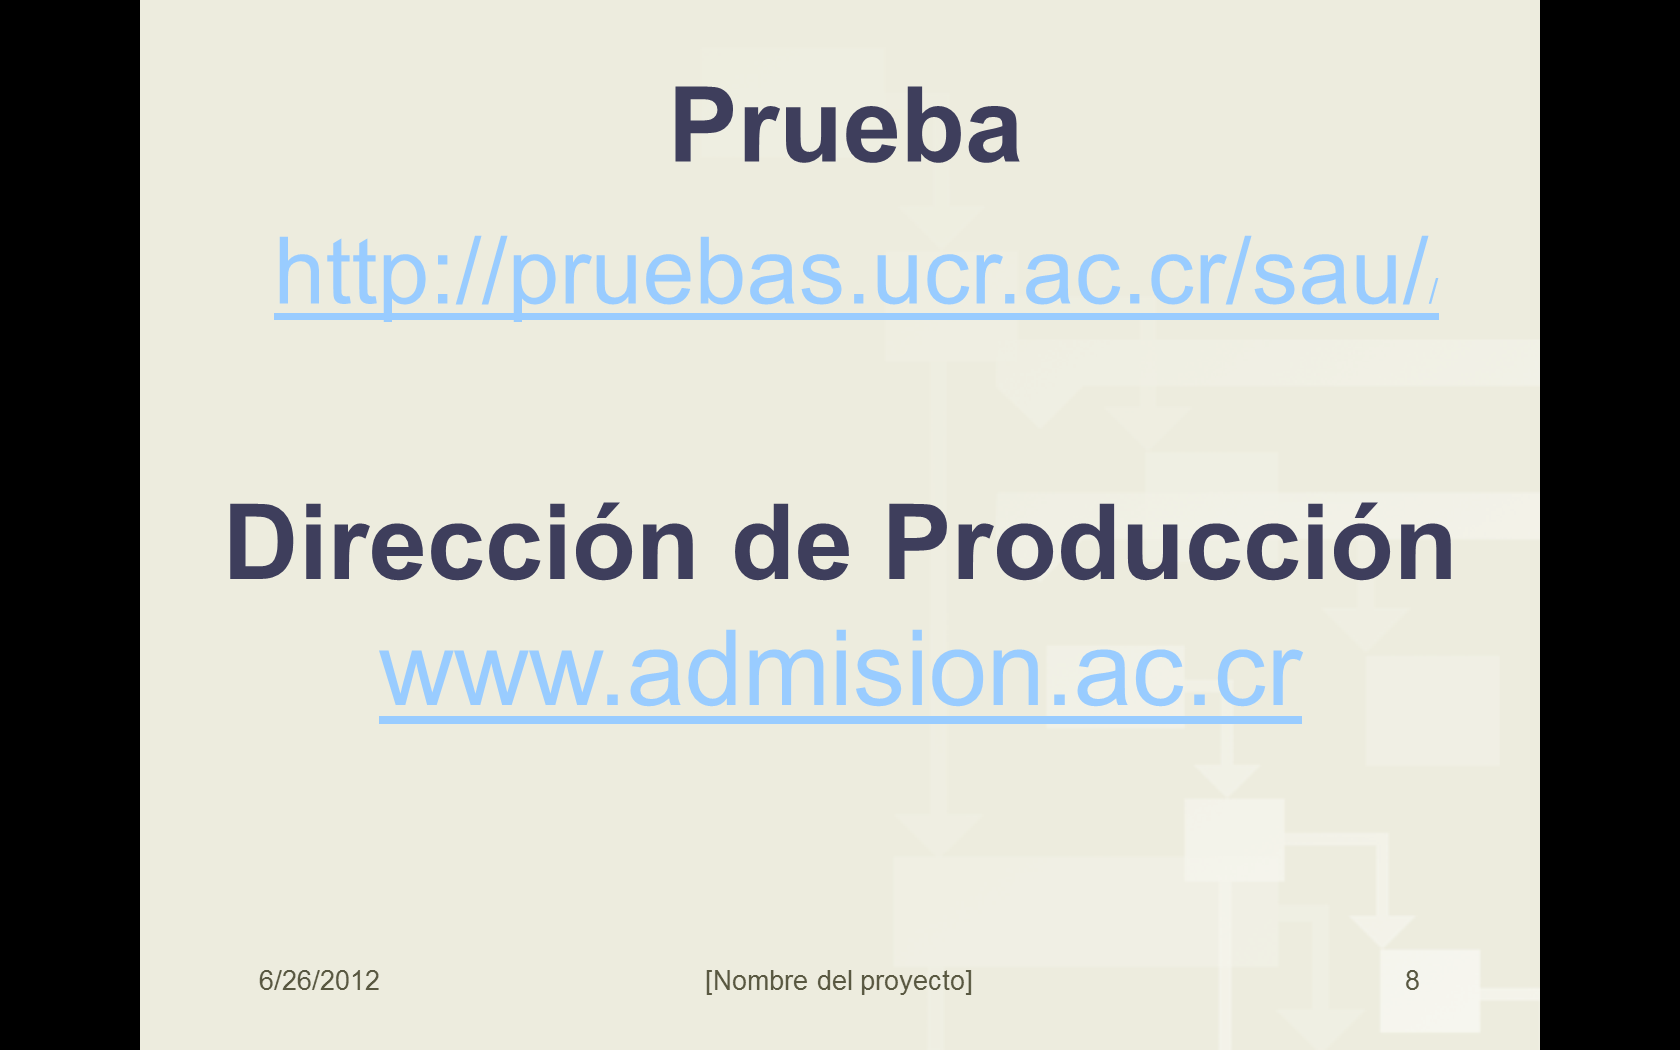 Prueba
http://pruebas.ucr.ac.cr/sau//
Dirección de Producción
www.admision.ac.cr
6/26/2012 [Nombre del proyecto] 8